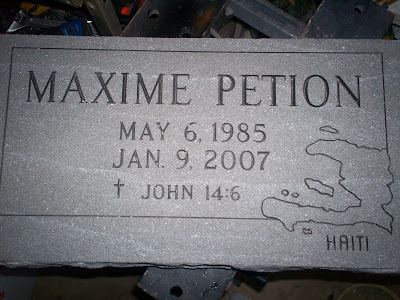 MAXIME PETION
MAY 6, 1985
JAN. 9, 2007
† JOHN 14:6
HAITI